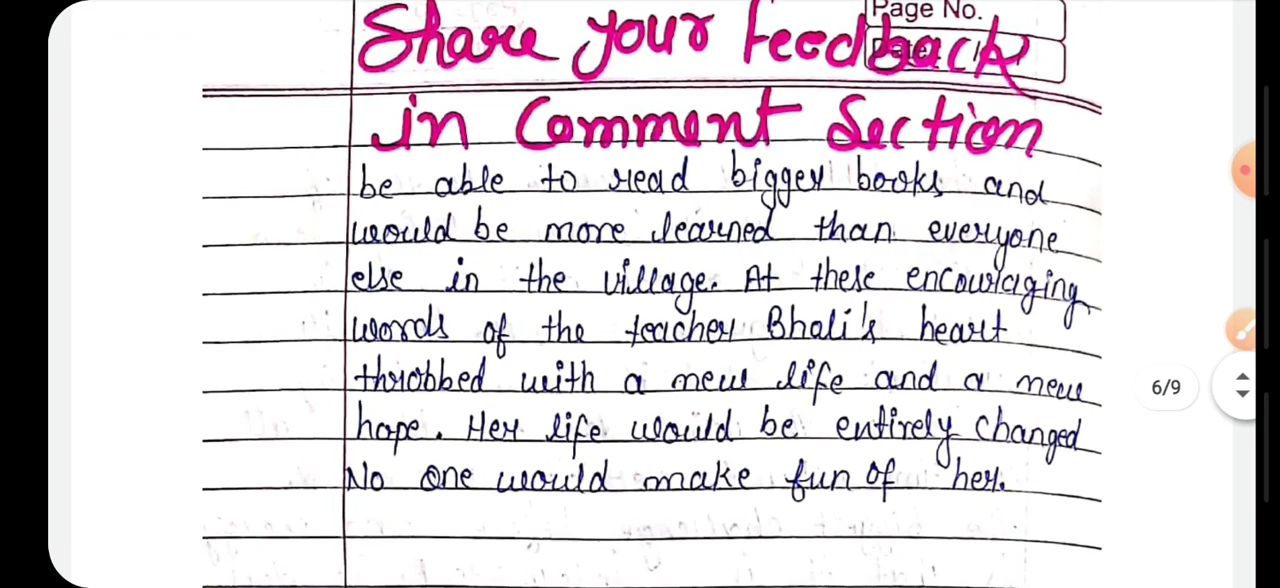 Page No.
Share your Feedback
in Comment Section
be able to read bigger books and
would be more learned than everyone
else in the village. At these encouraging
words of the teacher Bhali's heart
throbbed with a new life and a new
hope. Her life would be entirely changed
No one would make fun of her.
6/9